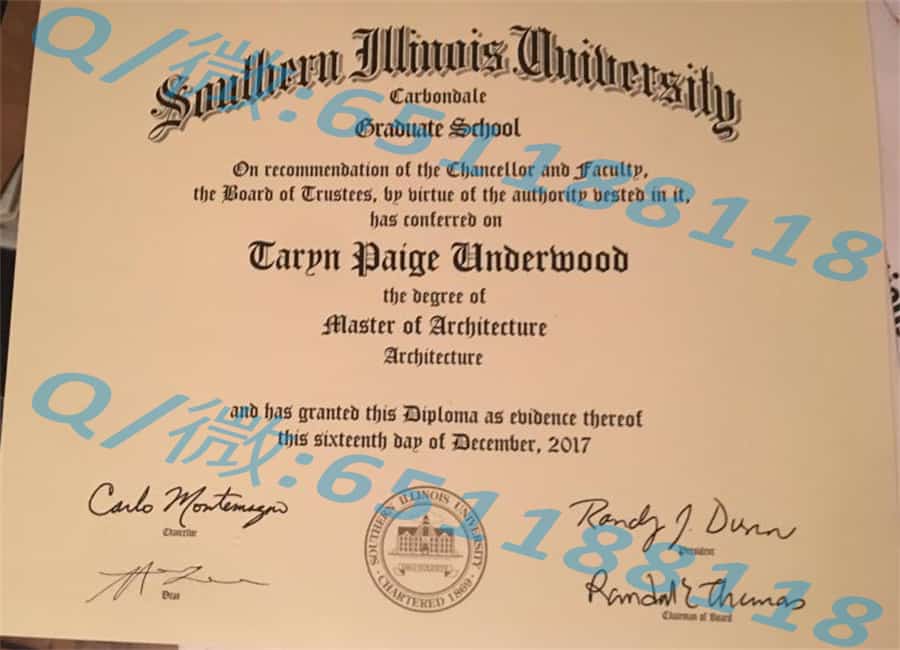 Southern Illinois University
Carbondale
Graduate School
On recommendation of the Chancellor and Faculty,
the Board of Trustees, by virtue of the authority vested in it,
has conferred on
Taryn Paige Underwood
the degree of
Master of Architecture
Architecture
and has granted this Diploma as evidence thereof
this sixteenth day of December, 2017
Q/微:651188118
Q/微:651188118
Carlo Montemagno
Chancellor
Randy J. Dunn
President
Dean
Randal E Thomas
Chairman of Board
SOUTHERN ILLINOIS UNIVERSITY
CHARTERED 1869